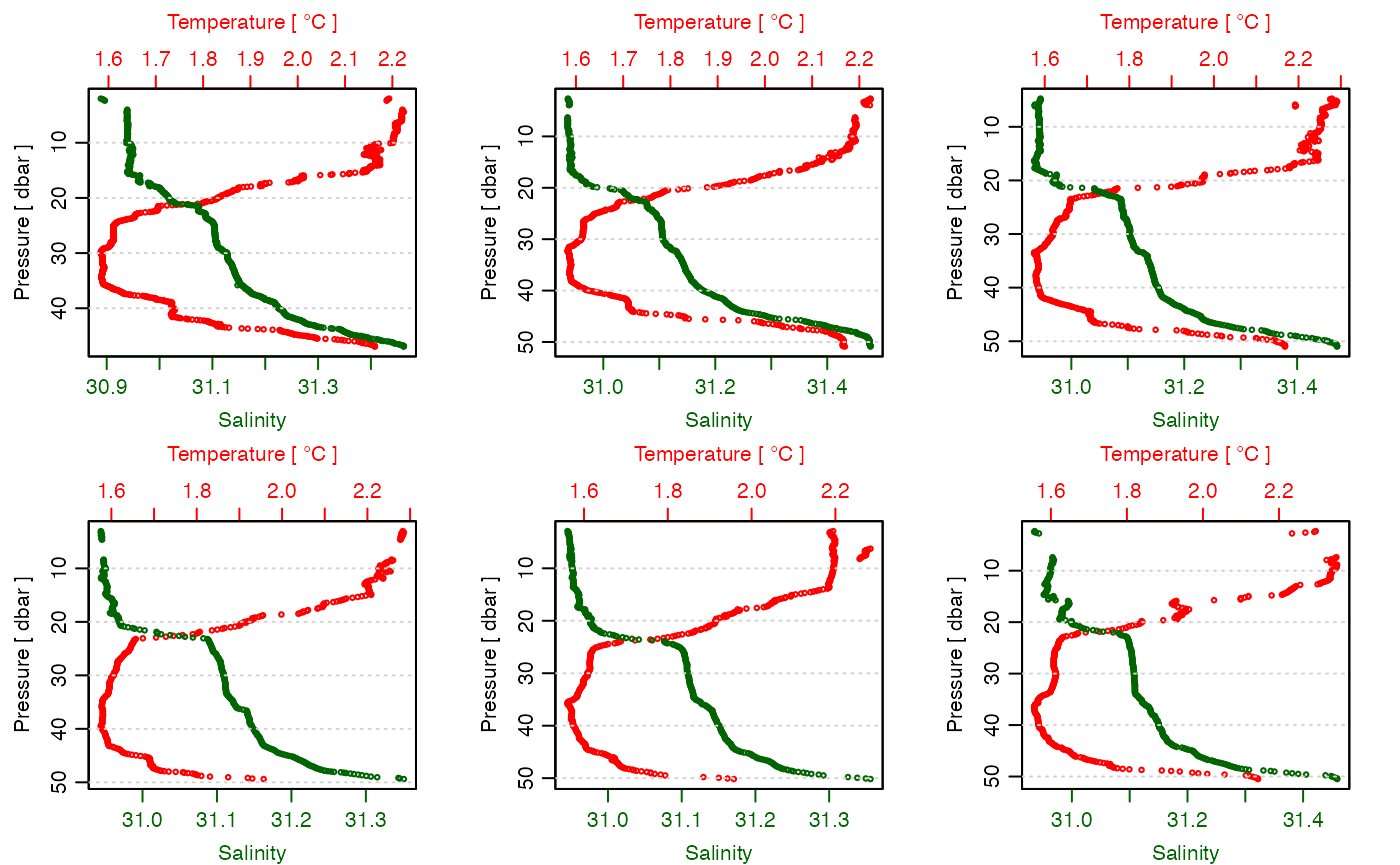 Temperature [ °C ]
1.6 1.7 1.8 1.9 2.0 2.1 2.2
Pressure [ dbar ]
10
20
30
40
30.9 31.1 31.3
Salinity
Temperature [ °C ]
1.6 1.7 1.8 1.9 2.0 2.1 2.2
Pressure [ dbar ]
10
20
30
40
50
31.0 31.2 31.4
Salinity
Temperature [ °C ]
1.6 1.8 2.0 2.2
Pressure [ dbar ]
10
20
30
40
50
31.0 31.2 31.4
Salinity
Temperature [ °C ]
1.6 1.8 2.0 2.2
Pressure [ dbar ]
10
20
30
40
50
31.0 31.1 31.2 31.3
Salinity
Temperature [ °C ]
1.6 1.8 2.0 2.2
Pressure [ dbar ]
10
20
30
40
50
31.0 31.1 31.2 31.3
Salinity
Temperature [ °C ]
1.6 1.8 2.0 2.2
Pressure [ dbar ]
10
20
30
40
50
31.0 31.2 31.4
Salinity